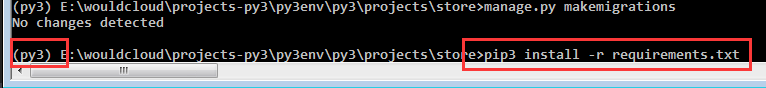 (py3) E:\wouldcloud\projects-py3\py3env\py3\projects\store>manage.py makemigrations
No changes detected
(py3) E:\wouldcloud\projects-py3\py3env\py3\projects\store>pip3 install -r requirements.txt